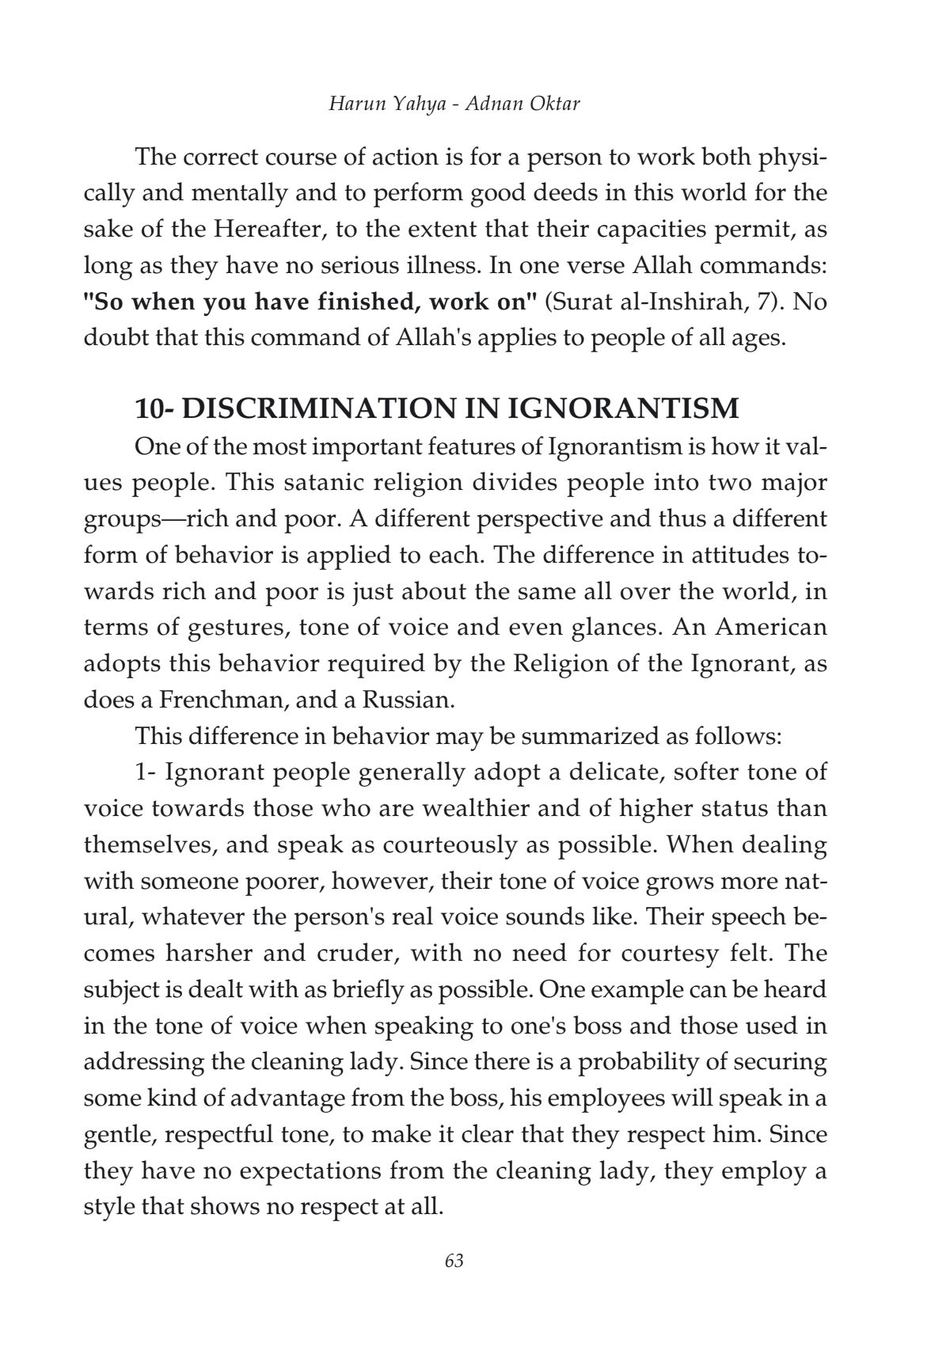 Harun Yahya - Adnan Oktar
The correct course of action is for a person to work both physi-
cally and mentally and to perform good deeds in this world for the
sake of the Hereafter, to the extent that their capacities permit, as
long as they have no serious illness. In one verse Allah commands:
"So when you have finished, work on" (Surat al-Inshirah, 7). No
doubt that this command of Allah's applies to people of all ages.
10- DISCRIMINATION IN IGNORANTISM
One of the most important features of Ignorantism is how it val-
ues people. This satanic religion divides people into two major
groups—rich and poor. A different perspective and thus a different
form of behavior is applied to each. The difference in attitudes to-
wards rich and poor is just about the same all over the world, in
terms of gestures, tone of voice and even glances. An American
adopts this behavior required by the Religion of the Ignorant, as
does a Frenchman, and a Russian.
This difference in behavior may be summarized as follows:
1- Ignorant people generally adopt a delicate, softer tone of
voice towards those who are wealthier and of higher status than
themselves, and speak as courteously as possible. When dealing
with someone poorer, however, their tone of voice grows more nat-
ural, whatever the person's real voice sounds like. Their speech be-
comes harsher and cruder, with no need for courtesy felt. The
subject is dealt with as briefly as possible. One example can be heard
in the tone of voice when speaking to one's boss and those used in
addressing the cleaning lady. Since there is a probability of securing
some kind of advantage from the boss, his employees will speak in a
gentle, respectful tone, to make it clear that they respect him. Since
they have no expectations from the cleaning lady, they employ a
style that shows no respect at all.
63